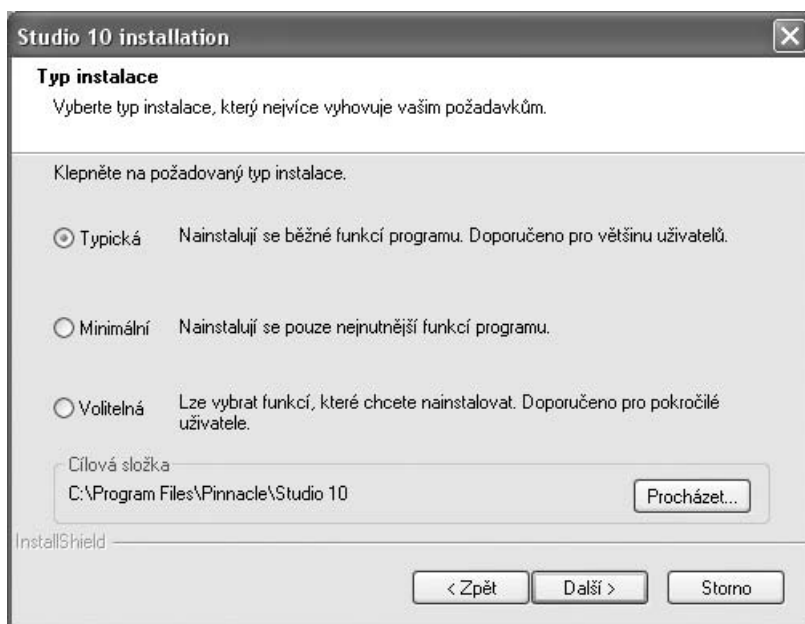 Studio 10 installation
Typ instalace
Vyberte typ instalace, který nejvíce vyhovuje vašim požadavkům.
Klepněte na požadovaný typ instalace.
Typická Nainstalují se běžné funkcí programu. Doporučeno pro většinu uživatelů.
Minimální Nainstalují se pouze nejnutnější funkcí programu.
Volitelná Lze vybrat funkcí, které chcete nainstalovat. Doporučeno pro pokročilé
uživatele.
Cílová složka
C:\Program Files\Pinnacle\Studio 10 Procházet...
InstallShield
< Zpět Další > Storno